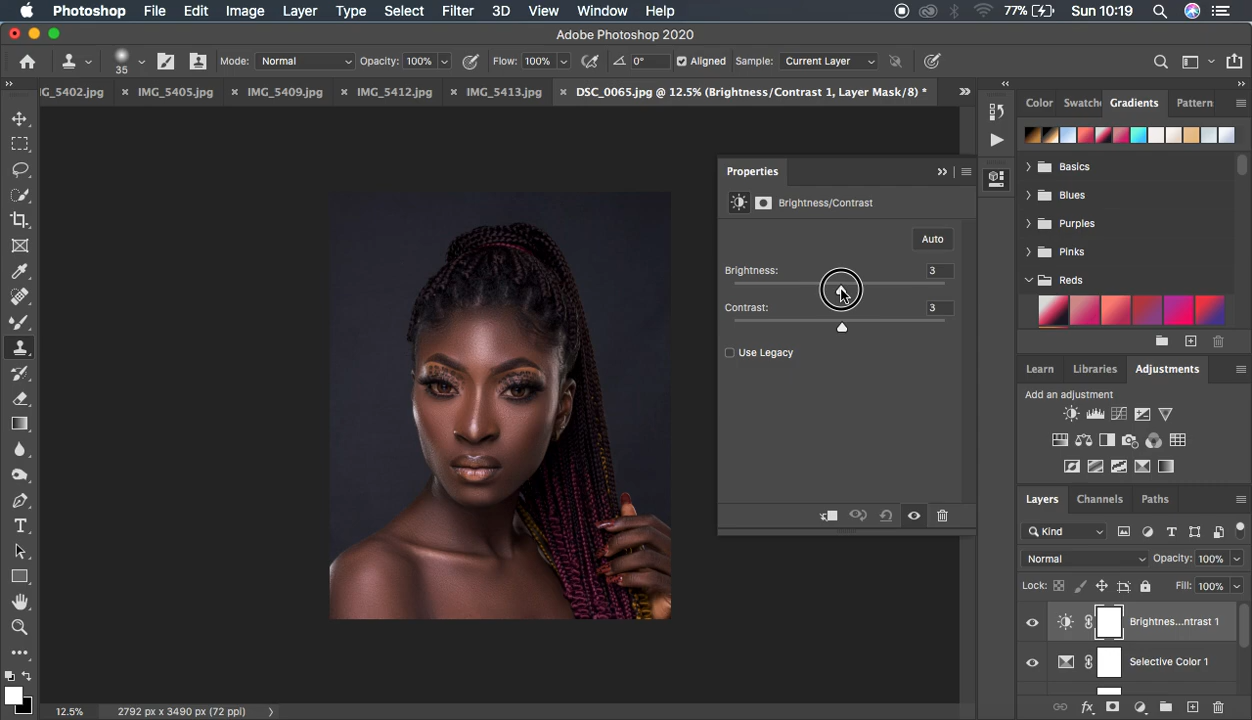 Photoshop File Edit Image Layer Type Select Filter 3D View Window Help 77% Sun 10:19
Adobe Photoshop 2020
35 Mode: Normal Opacity: 100% Flow: 100% 0° Aligned Sample: Current Layer
G_5402.jpg × IMG_5405.jpg × IMG_5409.jpg × IMG_5412.jpg × IMG_5413.jpg × DSC_0065.jpg @ 12.5% (Brightness/Contrast 1, Layer Mask/8) *
Color Swatche Gradients Pattern
Basics
Blues
Purples
Pinks
Reds
Properties
Brightness/Contrast
Auto
Brightness: 3
Contrast: 3
Use Legacy
Learn Libraries Adjustments
Add an adjustment
Layers Channels Paths
Kind
Normal Opacity: 100%
Lock: Fill: 100%
Brightnes...ntrast 1
Selective Color 1
fx
12.5% 2792 px x 3490 px (72 ppi)